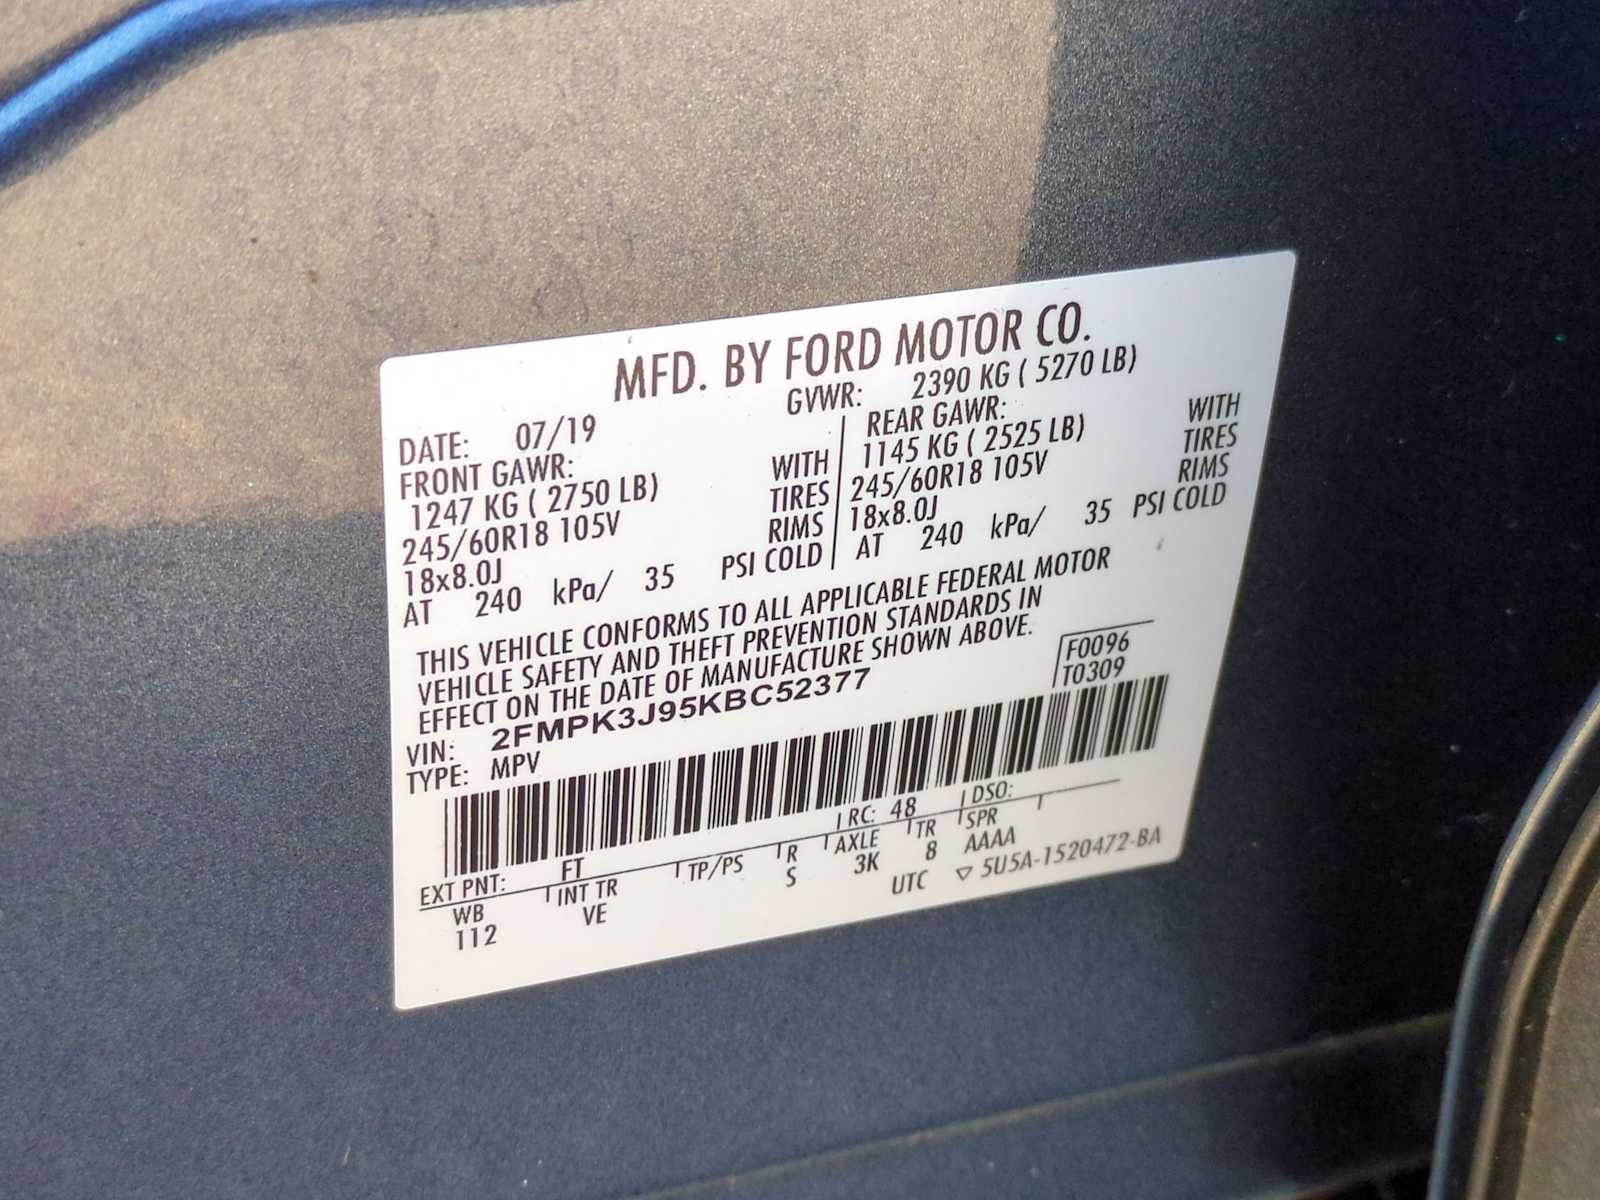 MFD. BY FORD MOTOR CO.
DATE: 07/19 GVWR: 2390 KG ( 5270 LB)
FRONT GAWR: REAR GAWR:
1247 KG ( 2750 LB) WITH 1145 KG ( 2525 LB) WITH
245/60R18 105V TIRES 245/60R18 105V TIRES
18x8.0J RIMS 18x8.0J RIMS
AT 240 kPa/ 35 PSI COLD AT 240 kPa/ 35 PSI COLD
THIS VEHICLE CONFORMS TO ALL APPLICABLE FEDERAL MOTOR
VEHICLE SAFETY AND THEFT PREVENTION STANDARDS IN
EFFECT ON THE DATE OF MANUFACTURE SHOWN ABOVE.
VIN: 2FMPK3J95KBC52377 F0096
TYPE: MPV T0309
EXT PNT: FT RC: 48 DSO:
WB INT TR TP/PS R AXLE TR SPR
112 VE S 3K 8 AAAA
UTC ▽ 5U5A-1520472-BA